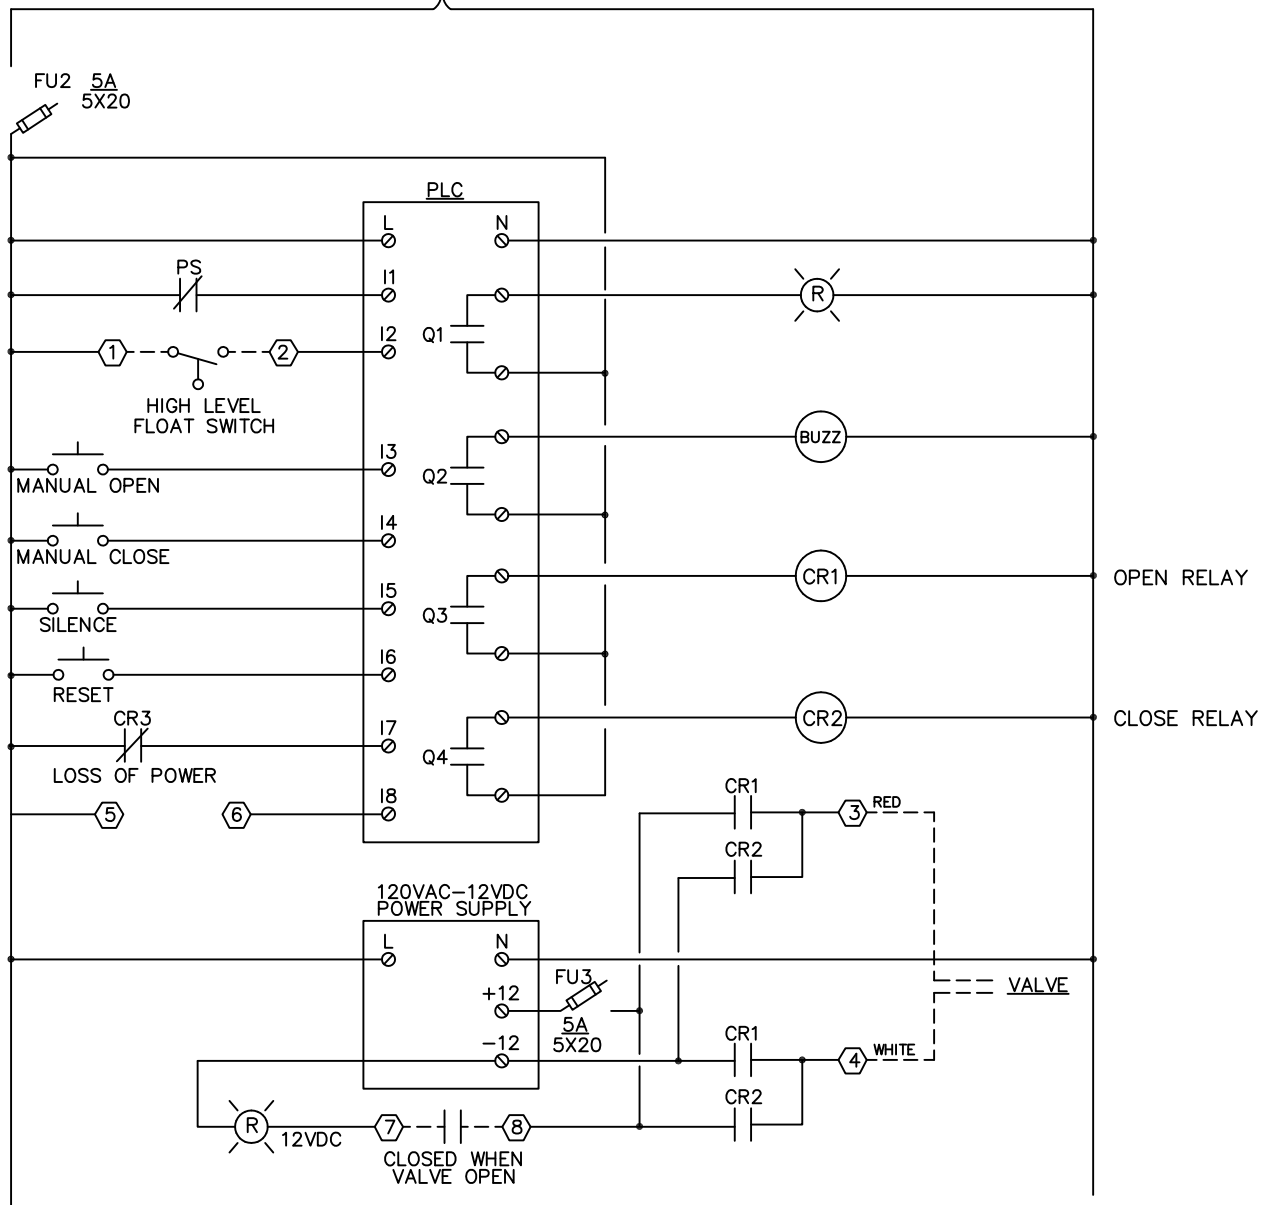 FU2 5A
5X20
PLC
L N
PS I1
I2
Q1
1 2
R
HIGH LEVEL
FLOAT SWITCH
I3
MANUAL OPEN
Q2
BUZZ
I4
MANUAL CLOSE
I5
SILENCE
Q3
CR1
OPEN RELAY
I6
RESET
CR3
I7
LOSS OF POWER
Q4
CR2
CLOSE RELAY
I8
5 6
CR1
3 RED
CR2
120VAC-12VDC
POWER SUPPLY
L N
+12
FU3
5A
5X20
-12
VALVE
CR1
4 WHITE
CR2
R 12VDC
7 8
CLOSED WHEN
VALVE OPEN